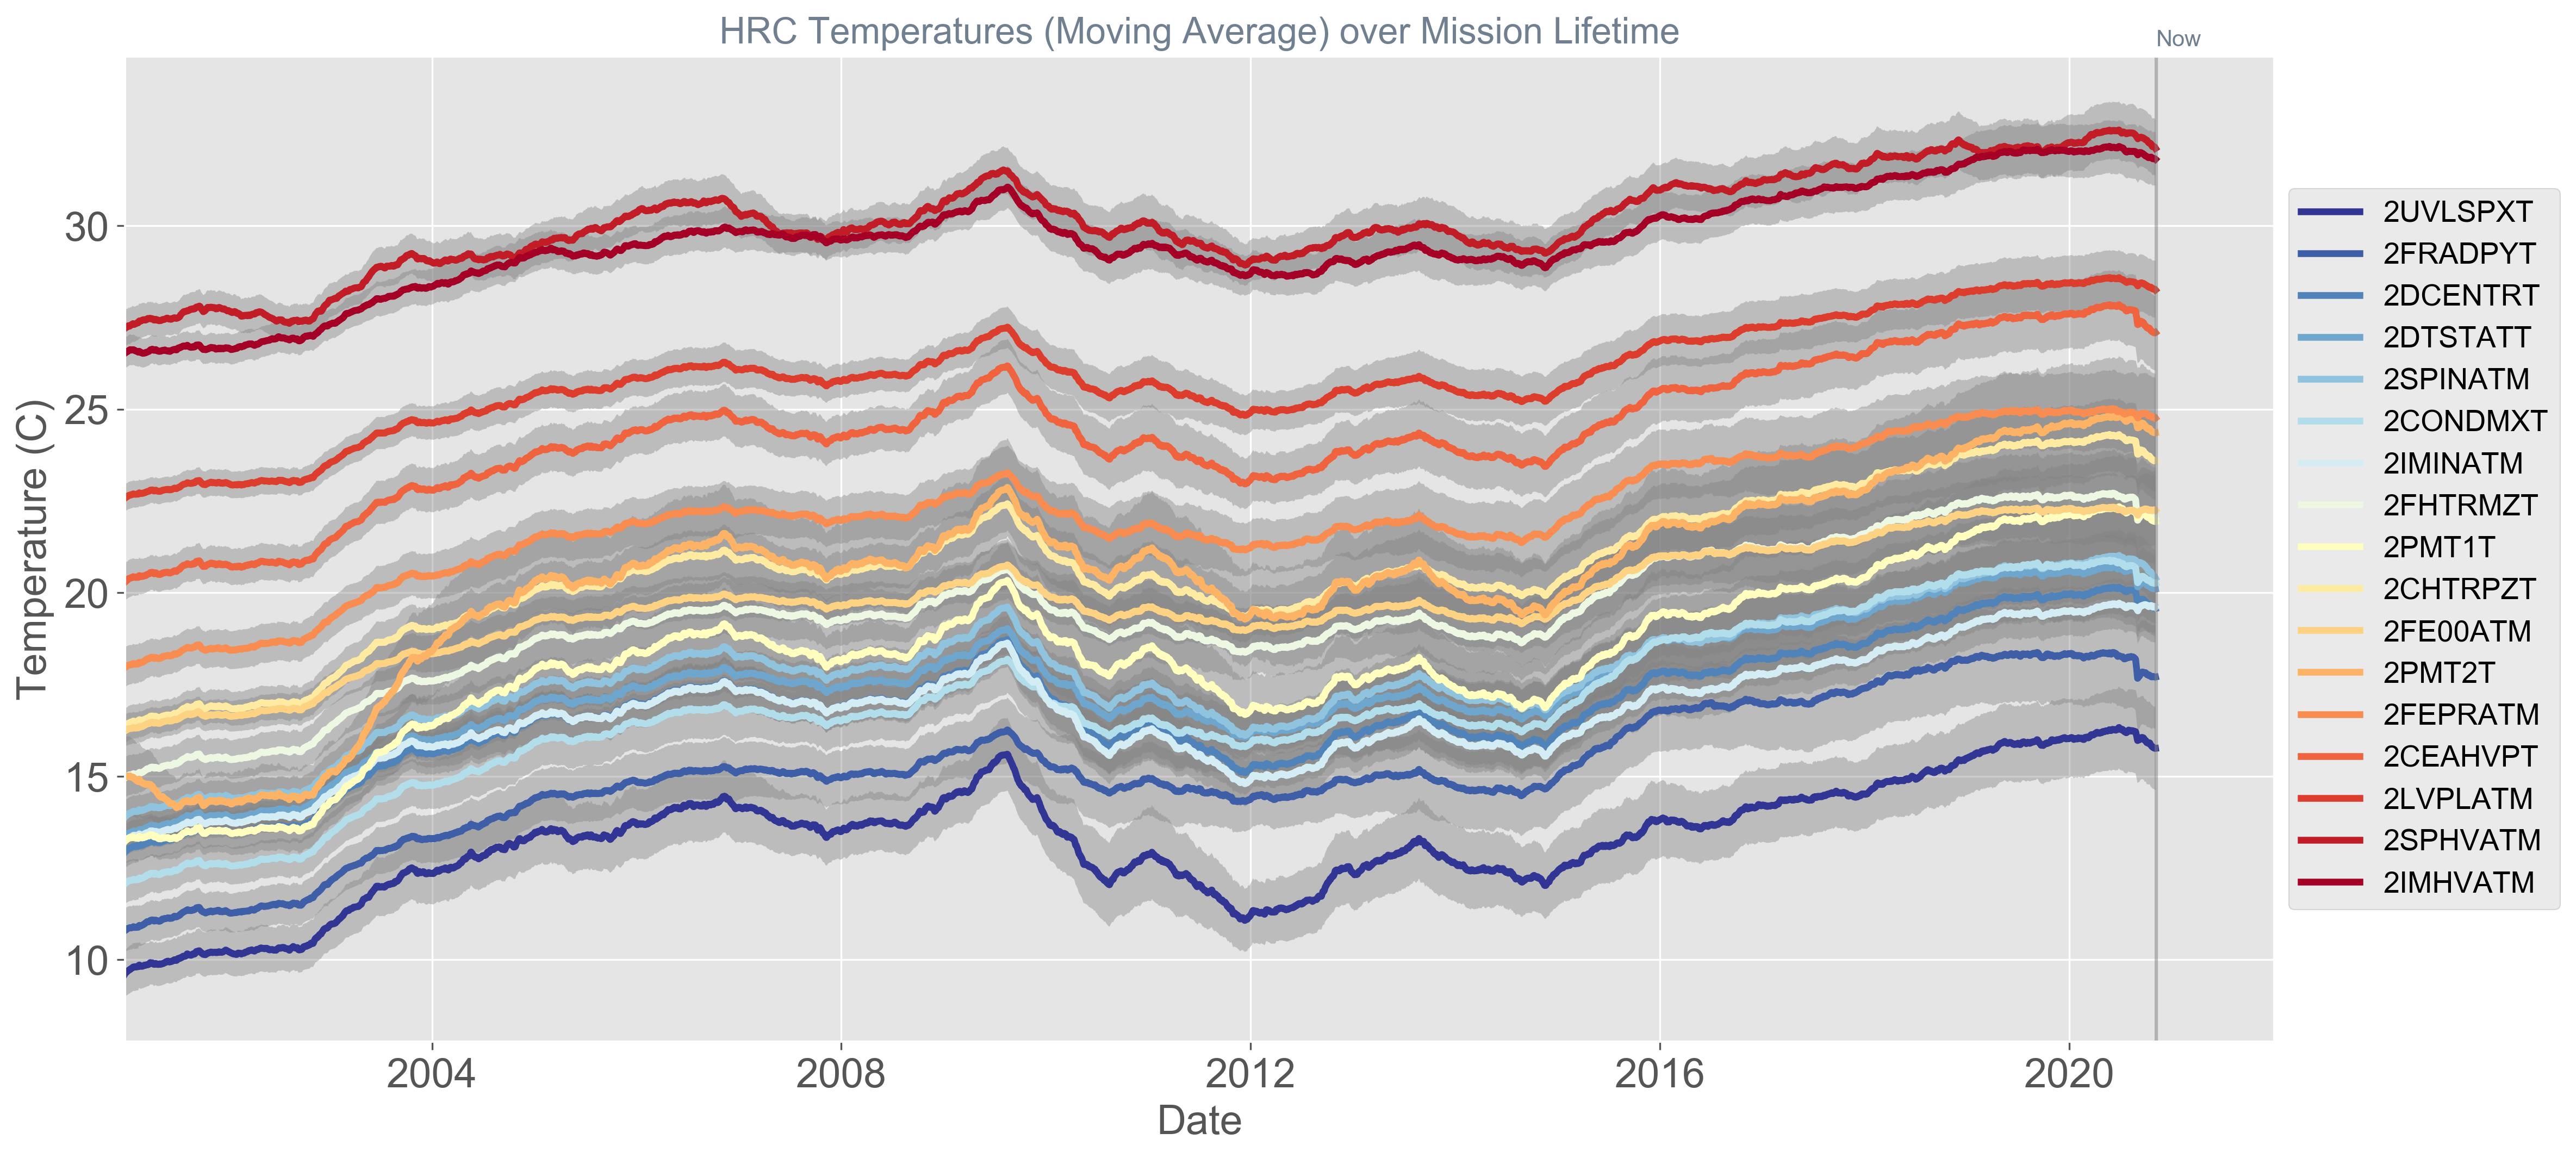 HRC Temperatures (Moving Average) over Mission Lifetime
Now
Temperature (C)
30
25
20
15
10
2004
2008
2012
2016
2020
Date
2UVLSPXT
2FRADPYT
2DCENTRT
2DTSTATT
2SPINATM
2CONDMXT
2IMINATM
2FHTRMZT
2PMT1T
2CHTRPZT
2FE00ATM
2PMT2T
2FEPRATM
2CEAHVPT
2LVPLATM
2SPHVATM
2IMHVATM